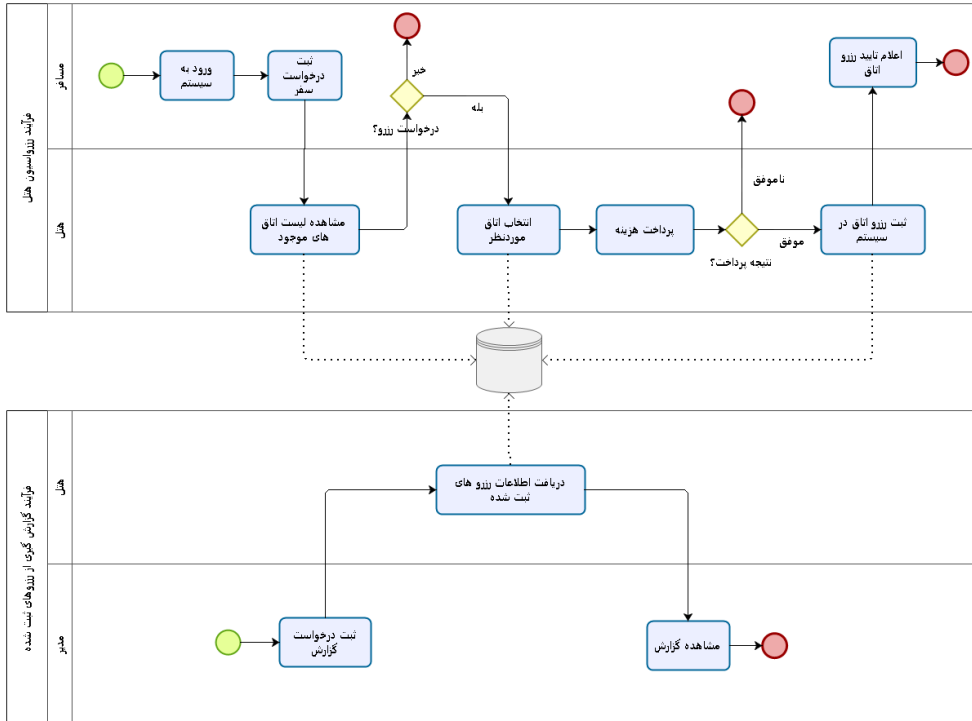 فرآیند رزرواسیون هتل
مسافر
ورود به
سیستم
ثبت
درخواست
سفر
خیر
درخواست رزرو؟
بله
ناموفق
اعلام تایید رزرو
اتاق
هتل
مشاهده لیست اتاق
های موجود
انتخاب اتاق
موردنظر
پرداخت هزینه
نتیجه پرداخت؟
موفق
ثبت رزرو اتاق در
سیستم
فرآیند گزارش گیری از رزروهای ثبت شده
هتل
دریافت اطلاعات رزرو های
ثبت شده
مدیر
ثبت درخواست
گزارش
مشاهده گزارش